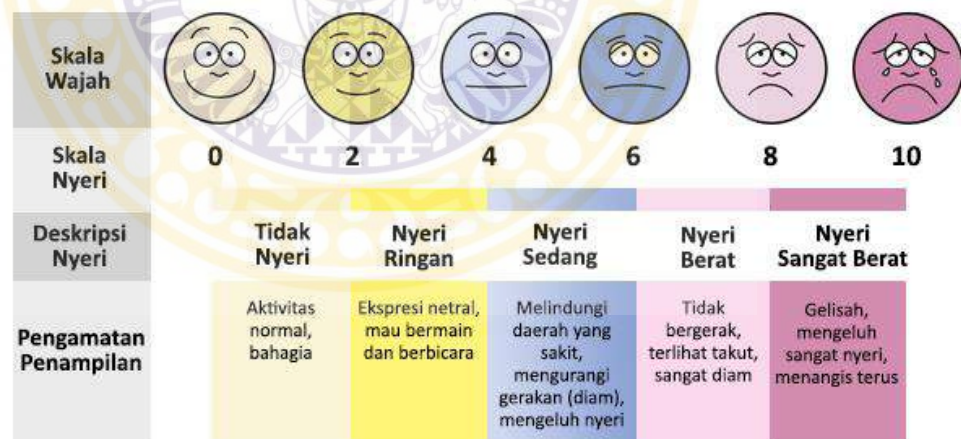 Skala
Wajah
Skala
Nyeri
0 2 4 6 8 10
Deskripsi
Nyeri
Tidak
Nyeri
Nyeri
Ringan
Nyeri
Sedang
Nyeri
Berat
Nyeri
Sangat Berat
Pengamatan
Penampilan
Aktivitas
normal,
bahagia
Ekspresi netral,
mau bermain
dan berbicara
Melindungi
daerah yang
sakit,
mengurangi
gerakan (diam),
mengeluh nyeri
Tidak
bergerak,
terlihat takut,
sangat diam
Gelisah,
mengeluh
sangat nyeri,
menangis terus